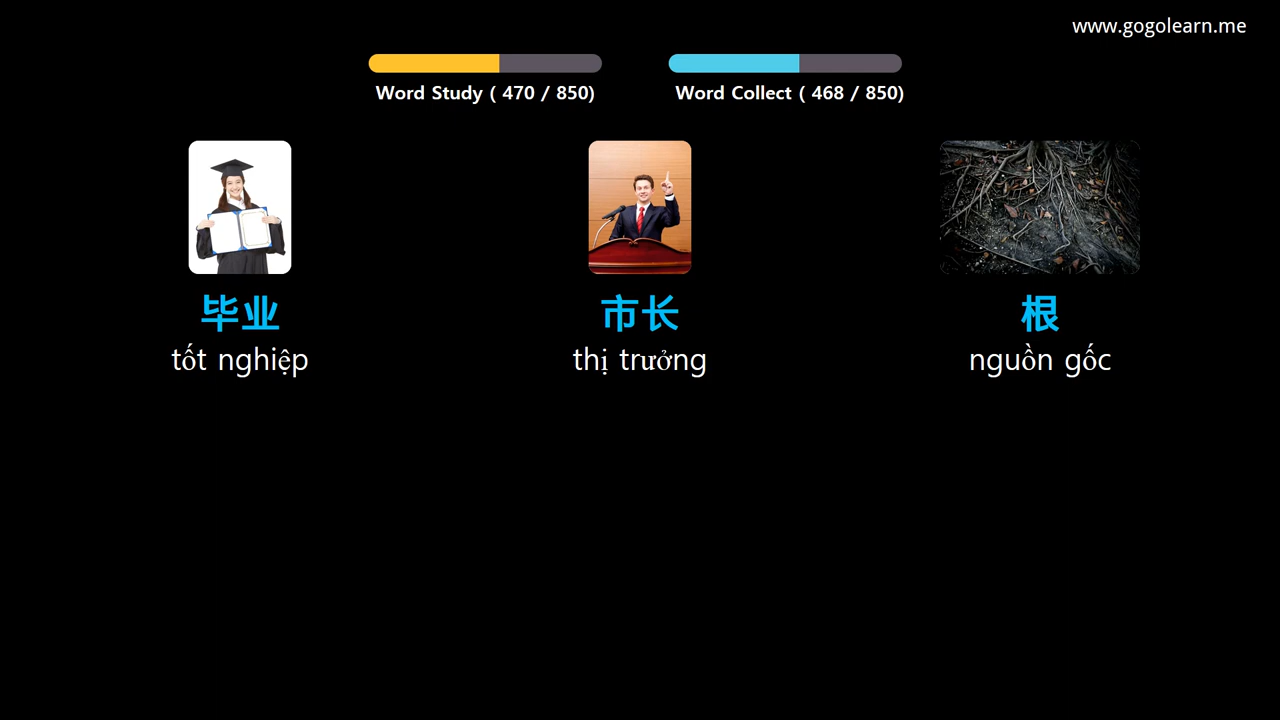 www.gogolearn.me
Word Study ( 470 / 850)
Word Collect ( 468 / 850)
毕业
市长
根
tốt nghiệp
thị trưởng
nguồn gốc